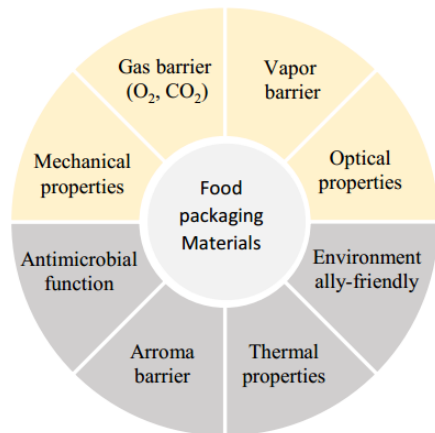 Gas barrier
(O₂, CO₂)
Vapor
barrier
Mechanical
properties
Optical
properties
Food
packaging
Materials
Antimicrobial
function
Environment
ally-friendly
Arroma
barrier
Thermal
properties